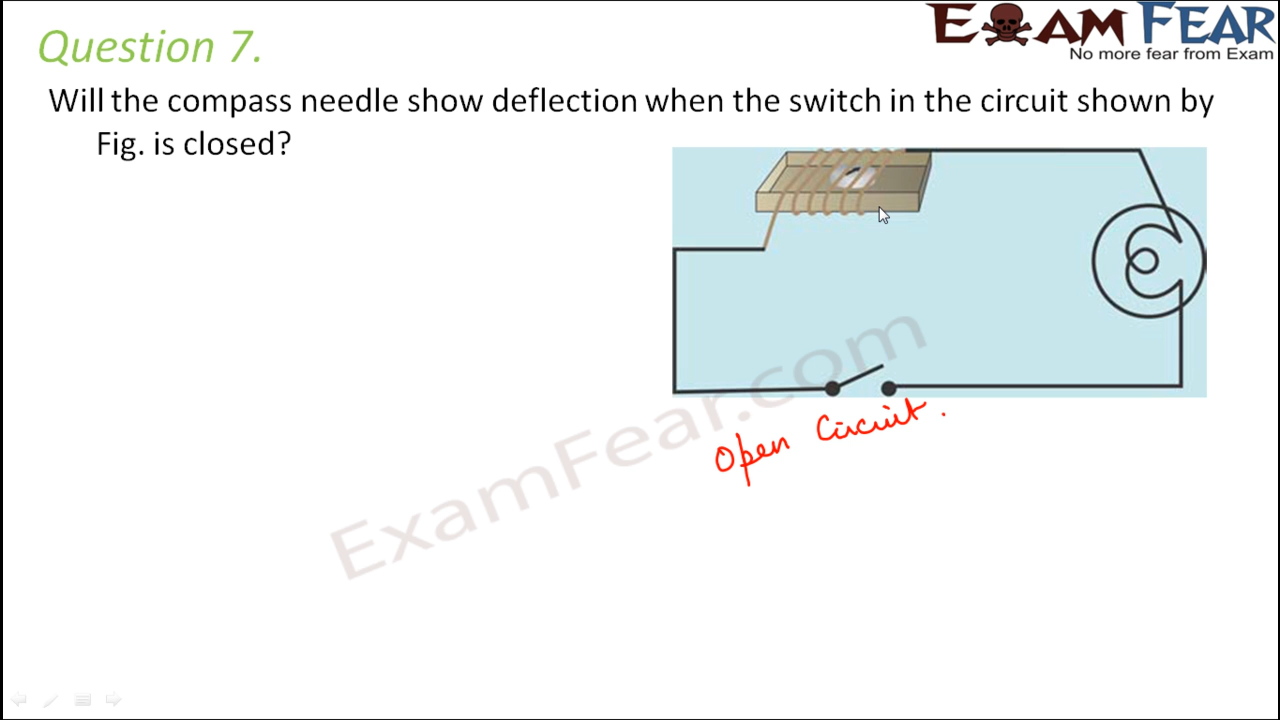 Question 7.
EXAM FEAR
No more fear from Exam
Will the compass needle show deflection when the switch in the circuit shown by
Fig. is closed?
Open Circuit.
ExamFear.com